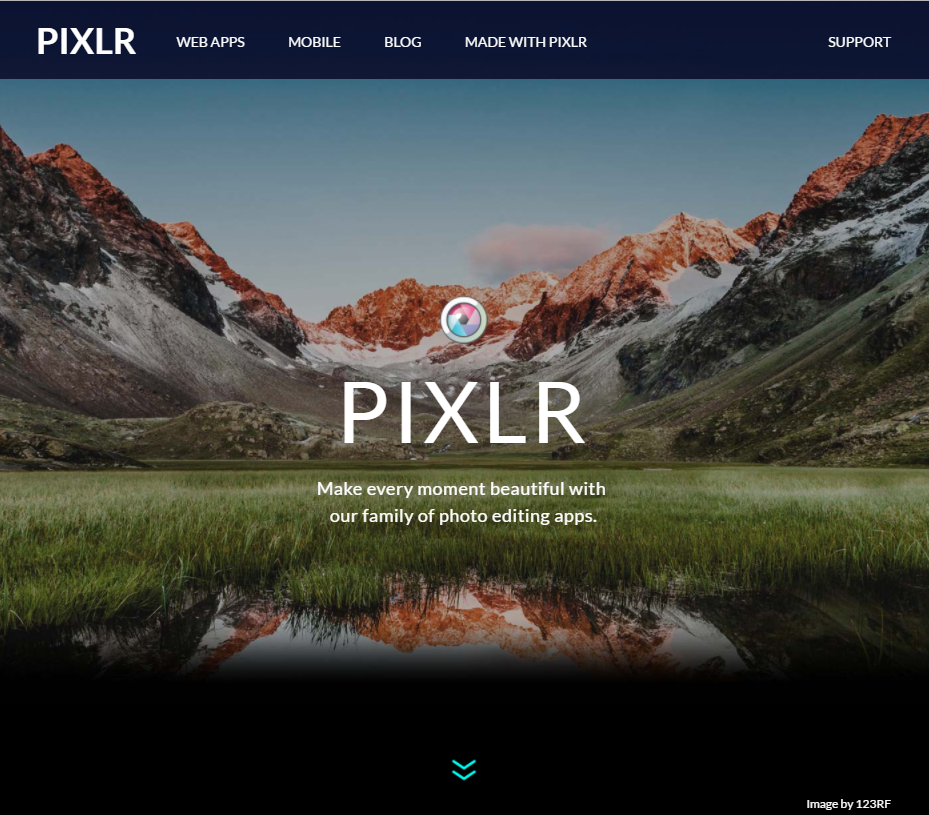 PIXLR WEB APPS MOBILE BLOG MADE WITH PIXLR SUPPORT
PIXLR
Make every moment beautiful with
our family of photo editing apps.
Image by 123RF